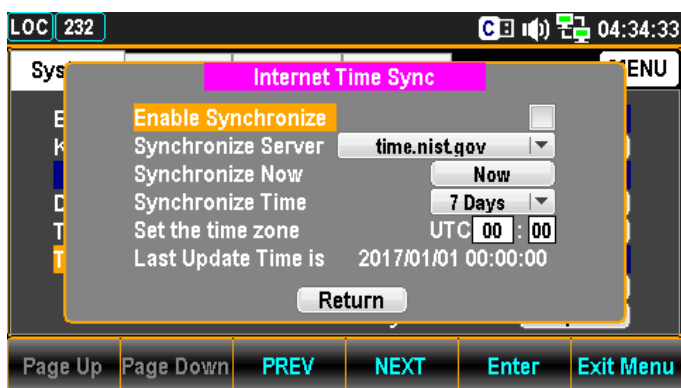 LOC 232 C 04:34:33
Sys MENU
Internet Time Sync
Enable Synchronize
Synchronize Server time.nist.gov
Synchronize Now Now
Synchronize Time 7 Days
Set the time zone UTC 00 : 00
Last Update Time is 2017/01/01 00:00:00
Return
Page Up Page Down PREV NEXT Enter Exit Menu